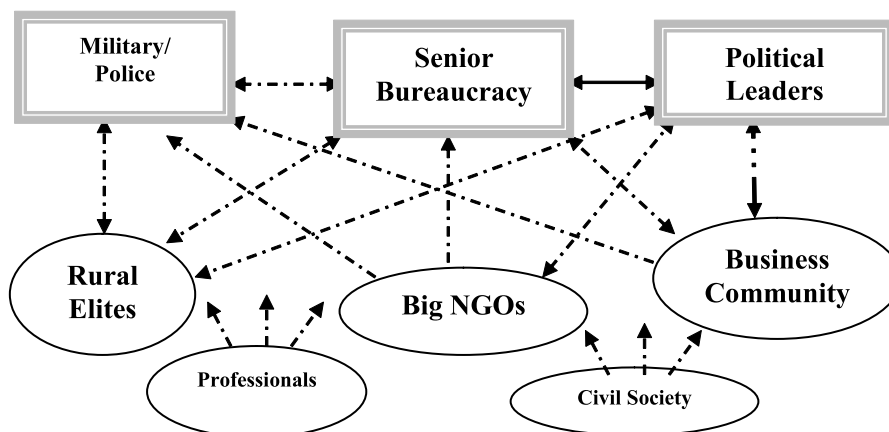 Military/
Police
Senior
Bureaucracy
Political
Leaders
Rural
Elites
Big NGOs
Business
Community
Professionals
Civil Society